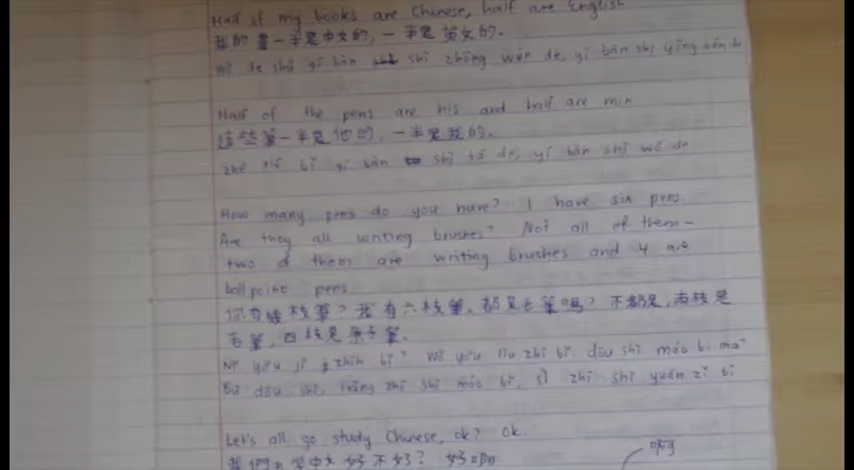 Half of my books are Chinese, half are English
我的書一半是中文的，一半是英文的。
wǒ de shū yí bàn shì zhōng wén de, yí bàn shì yīng wén de
Half of the pens are his and half are min
這些筆一半是他的，一半是我的。
zhè xiē bǐ yí bàn shì tā de, yí bàn shì wǒ de
How many pens do you have? I have six pens.
Are they all writing brushes? Not all of them-
two of them are writing brushes and 4 are
ballpoint pens
你有幾枝筆？我有六枝筆。都是毛筆嗎？不都是，兩枝是
毛筆，四枝是原子筆。
Nǐ yǒu jǐ zhīh bǐ? Wǒ yǒu liu zhī bǐ. dōu shì máo bǐ ma
Bù dōu shì, liǎng zhī shì máo bǐ, sì zhī shì yuán zǐ bǐ
Let's all go study Chinese, ok? Ok.
我們去學中文好不好？好啊
啊